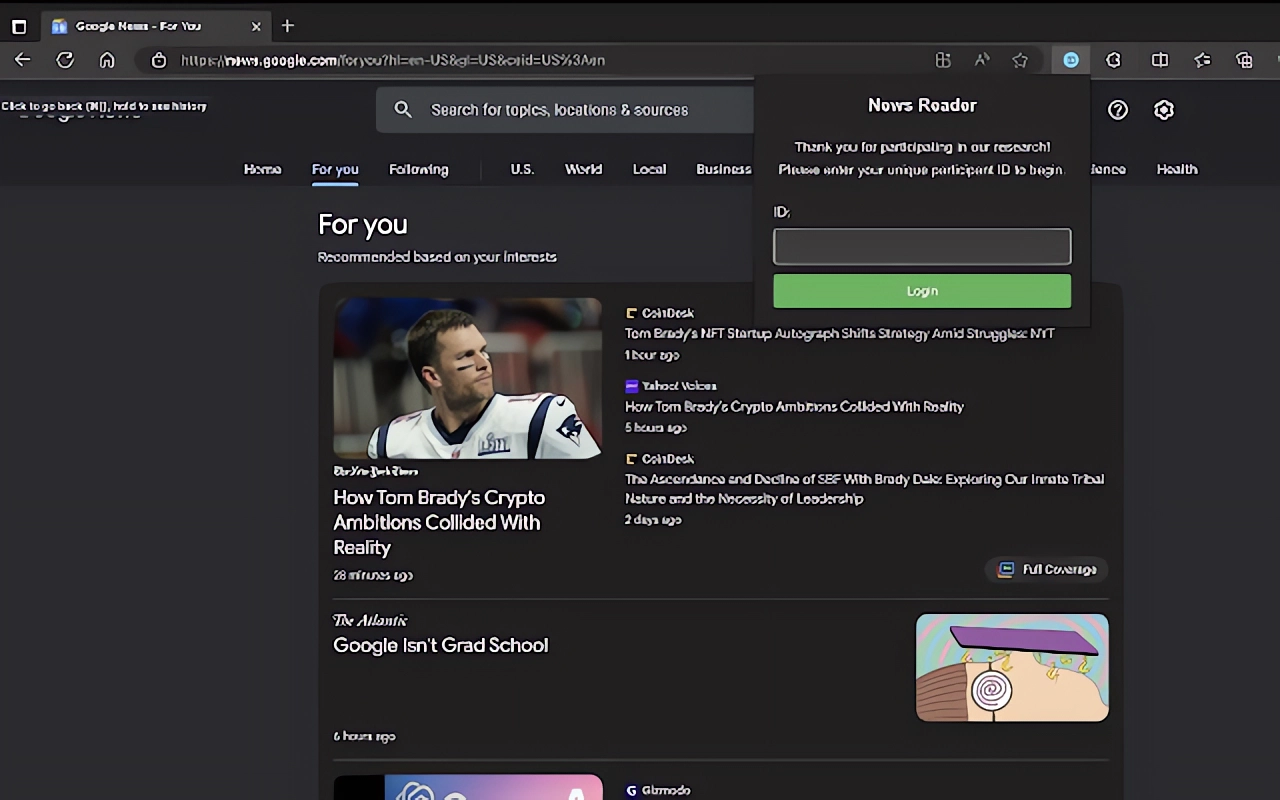 Google News - For You
https://news.google.com/foryou?hl=en-US&gl=US&ceid=US%3Aen
Click to go back (Alt), hold to see history
Search for topics, locations & sources
Home For you Following U.S. World Local Business Health
News Reader
Thank you for participating in our research!
Please enter your unique participant ID to begin.
ID:
Login
For you
Recommended based on your interests
The New York Times
How Tom Brady's Crypto
Ambitions Collided With
Reality
28 minutes ago
CoinDesk
Tom Brady's NFT Startup Autograph Shifts Strategy Amid Struggles: NYT
1 hour ago
Yahoo! Voices
How Tom Brady's Crypto Ambitions Collided With Reality
5 hours ago
CoinDesk
The Ascendance and Decline of SBF With Brady Dale: Exploring Our Innate Tribal
Nature and the Necessity of Leadership
2 days ago
Full Coverage
The Atlantic
Google Isn't Grad School
6 hours ago
Gizmodo